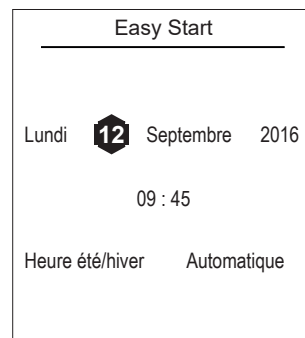 Easy Start
Lundi 12 Septembre 2016
09 : 45
Heure été/hiver Automatique